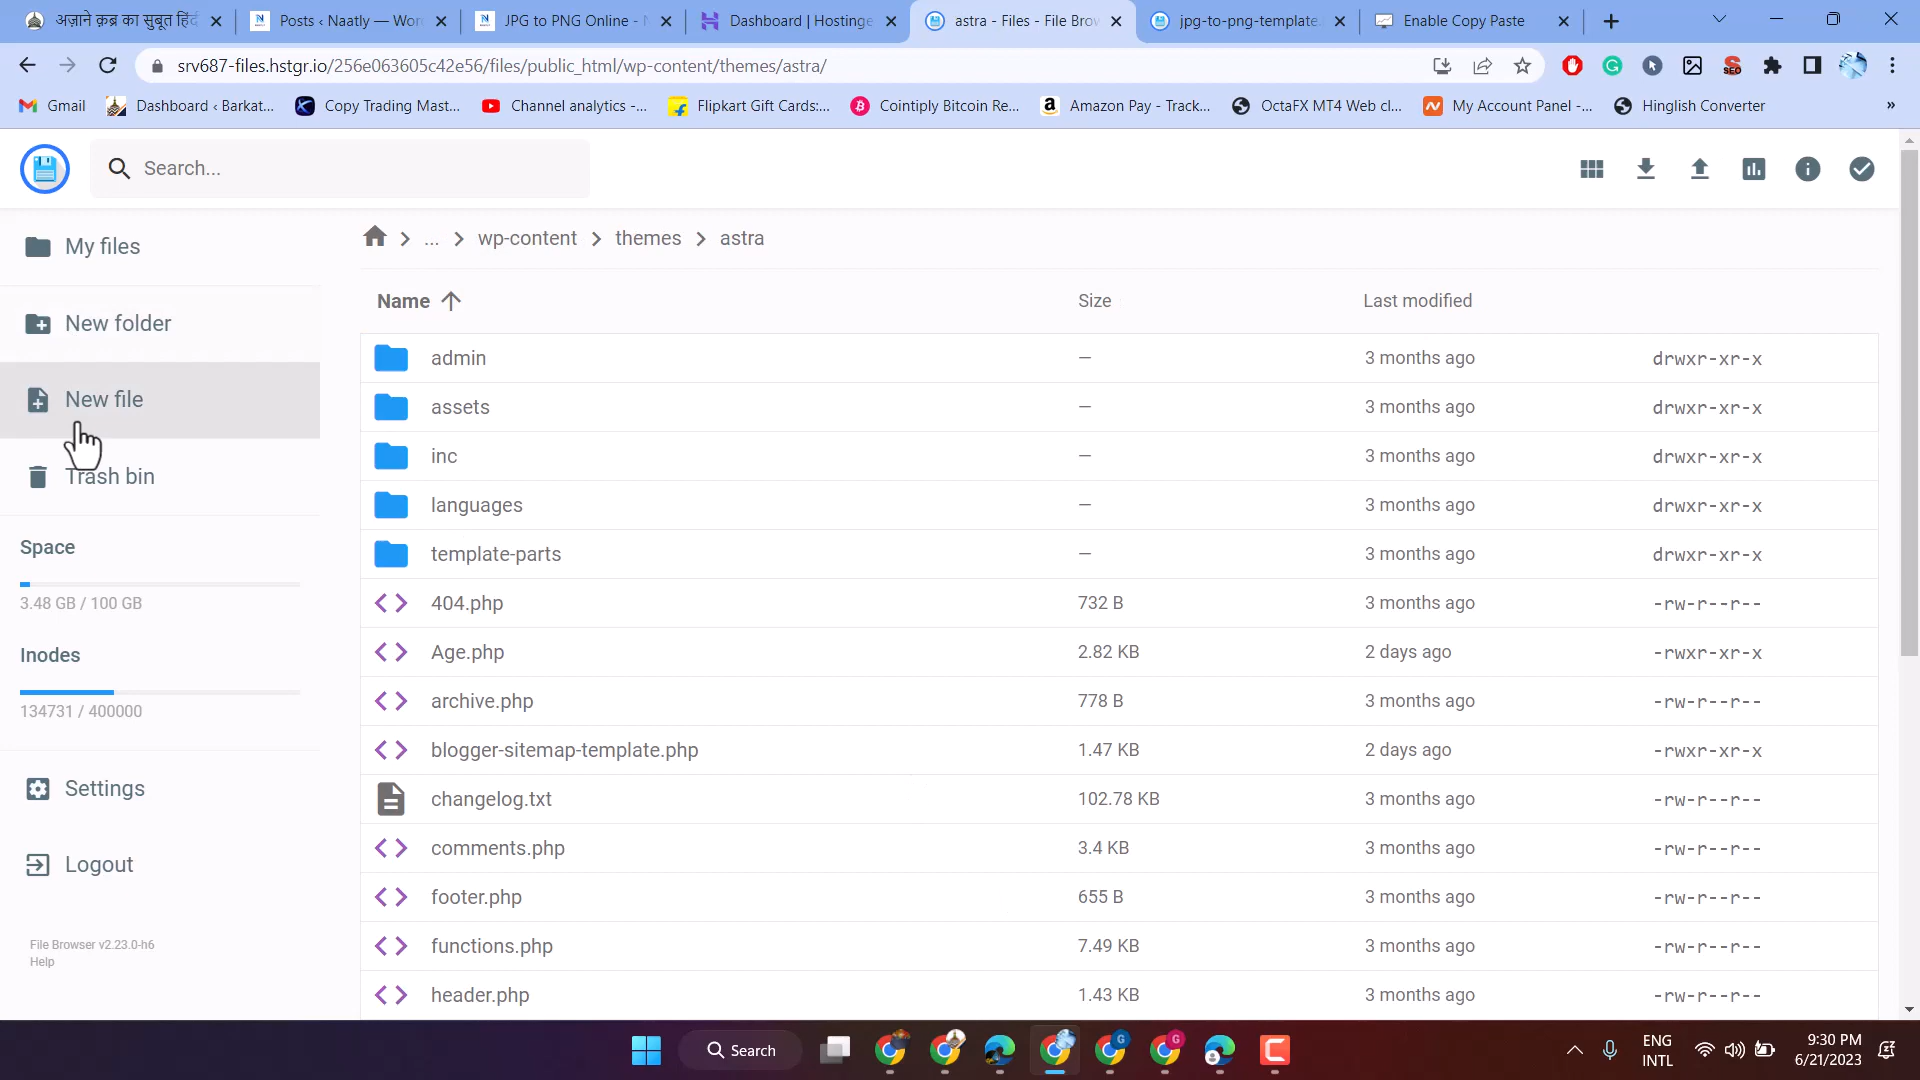 अज़ाने क़ब्र का सुबूत हिंदी
Posts ‹ Naatly — Wor
JPG to PNG Online - N
Dashboard | Hostinge
astra - Files - File Brow
jpg-to-png-template.
Enable Copy Paste
srv687-files.hstgr.io/256e063605c42e56/files/public_html/wp-content/themes/astra/
Gmail
Dashboard ‹ Barkat...
Copy Trading Mast...
Channel analytics -...
Flipkart Gift Cards:...
Cointiply Bitcoin Re...
Amazon Pay - Track...
OctaFX MT4 Web cl...
My Account Panel -...
Hinglish Converter
»
Search...
My files
New folder
New file
Trash bin
Space
3.48 GB / 100 GB
Inodes
134731 / 400000
Settings
Logout
File Browser v2.23.0-h6
Help
... wp-content themes astra
Name Size Last modified
admin — 3 months ago drwxr-xr-x
assets — 3 months ago drwxr-xr-x
inc — 3 months ago drwxr-xr-x
languages — 3 months ago drwxr-xr-x
template-parts — 3 months ago drwxr-xr-x
404.php 732 B 3 months ago -rw-r--r--
Age.php 2.82 KB 2 days ago -rwxr-xr-x
archive.php 778 B 3 months ago -rw-r--r--
blogger-sitemap-template.php 1.47 KB 2 days ago -rwxr-xr-x
changelog.txt 102.78 KB 3 months ago -rw-r--r--
comments.php 3.4 KB 3 months ago -rw-r--r--
footer.php 655 B 3 months ago -rw-r--r--
functions.php 7.49 KB 3 months ago -rw-r--r--
header.php 1.43 KB 3 months ago -rw-r--r--
Search
ENG
INTL
9:30 PM
6/21/2023